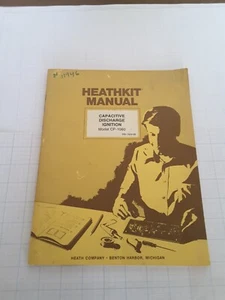 HEATHKIT
MANUAL
CAPACITIVE
DISCHARGE
IGNITION
Model CP-1060
HEATH COMPANY • BENTON HARBOR, MICHIGAN